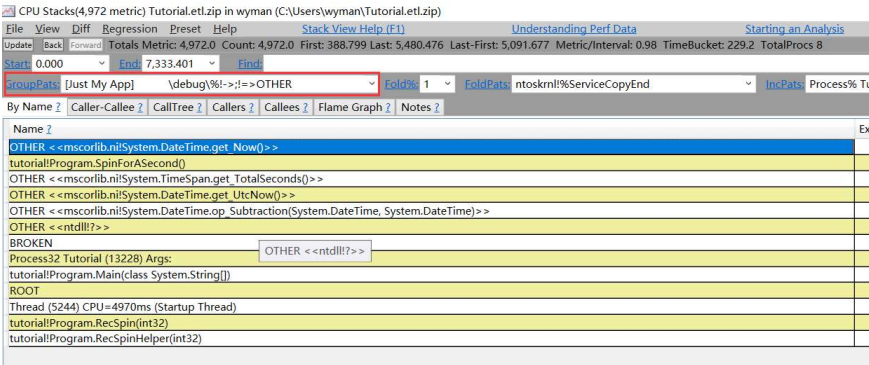 CPU Stacks(4,972 metric) Tutorial.etl.zip in wyman (C:\Users\wyman\Tutorial.etl.zip)
File View Diff Regression Preset Help Stack View Help (F1) Understanding Perf Data Starting an Analysis
Update Back Forward Totals Metric: 4,972.0 Count: 4,972.0 First: 388.799 Last: 5,480.476 Last-First: 5,091.677 Metric/Interval: 0.98 TimeBucket: 229.2 TotalProcs 8
Start: 0.000 End: 7,333.401 Find:
GroupPats: [Just My App] \debug\%!->;!=>OTHER Fold%: 1 FoldPats: ntoskrnl!%ServiceCopyEnd IncPats: Process% Tu
By Name ? Caller-Callee ? CallTree ? Callers ? Callees ? Flame Graph ? Notes ?
Name ? Ex
OTHER <<mscorlib.ni!System.DateTime.get_Now()>>
tutorial!Program.SpinForASecond()
OTHER <<mscorlib.ni!System.TimeSpan.get_TotalSeconds()>>
OTHER <<mscorlib.ni!System.DateTime.get_UtcNow()>>
OTHER <<mscorlib.ni!System.DateTime.op_Subtraction(System.DateTime, System.DateTime)>>
OTHER <<ntdll!?>>
BROKEN
OTHER <<ntdll!?>>
Process32 Tutorial (13228) Args:
tutorial!Program.Main(class System.String[])
ROOT
Thread (5244) CPU=4970ms (Startup Thread)
tutorial!Program.RecSpin(int32)
tutorial!Program.RecSpinHelper(int32)